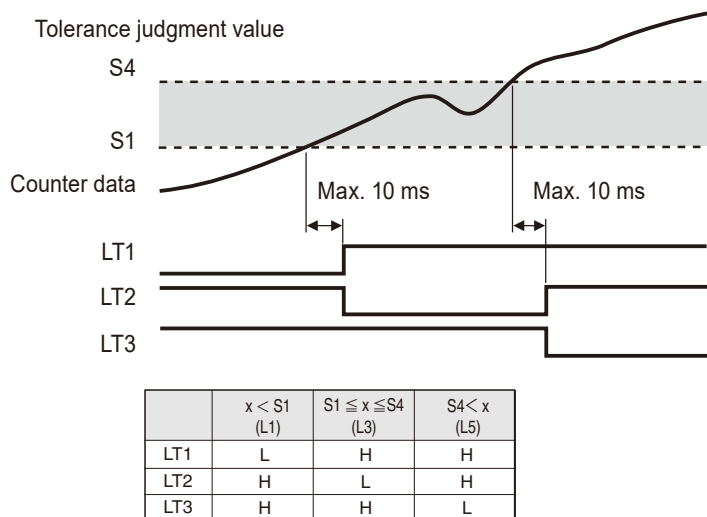 Tolerance judgment value
S4
S1
Counter data
Max. 10 ms
Max. 10 ms
LT1
LT2
LT3
x < S1 S1 ≦ x ≦S4 S4< x
(L1) (L3) (L5)
LT1 L H H
LT2 H L H
LT3 H H L